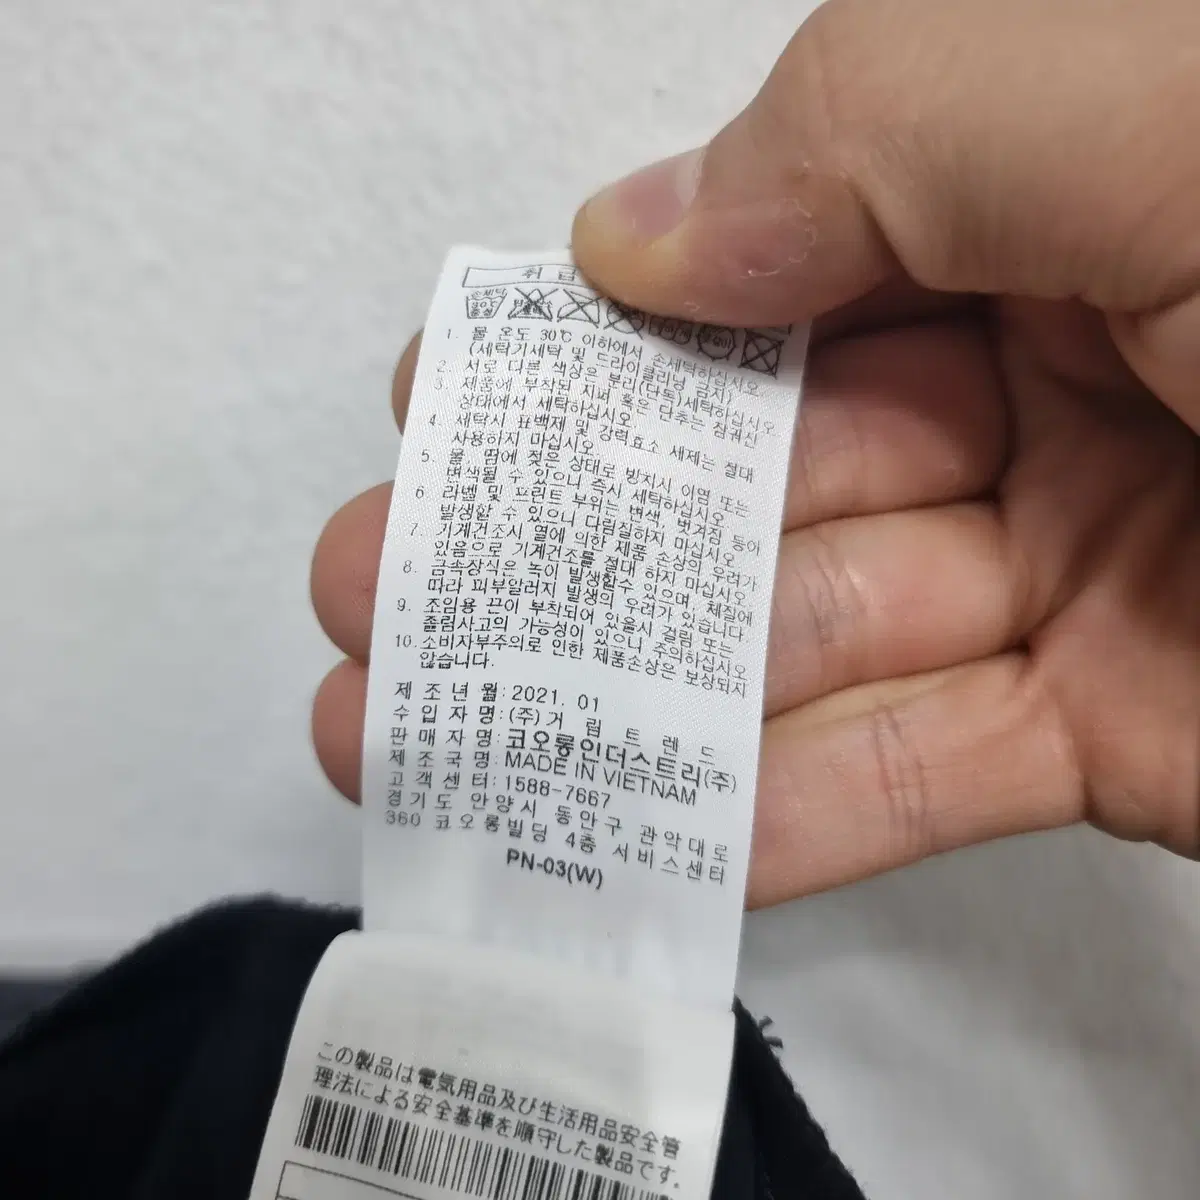 취 급
손세탁
중성
1. 물 온도 30℃ 이하에서 손세탁하십시오.
(세탁기세탁 및 드라이클리닝 금지)
2. 서로 다른 색상은 분리(단독)세탁하십시오.
3. 제품에 부착된 지퍼 혹은 단추는 잠궈신
상태에서 세탁하십시오.
4. 세탁시 표백제 및 강력효소 세제는 절대
사용하지 마십시오.
5. 물, 땀에 젖은 상태로 방치시 이염 또는
변색될 수 있으니 즉시 세탁하십시오.
6 라벨 및 프린트 부위는 변색, 벗겨짐 등이
발생할 수 있으니 다림질하지 마십시오
7. 기계건조시 열에 의한 제품 손상의 우려가
있음으로 기계건조를 절대 하지 마십시오.
8. 금속장식은 녹이 발생할수 있으며, 체질에
따라 피부알러지 발생의 우려가 있습니다
9. 조임용 끈이 부착되어 있을시 걸림 또는
졸림사고의 가능성이 있으니 주의하십시오
10. 소비자부주의로 인한 제품손상은 보상되지
않습니다.
제 조 년 월: 2021. 01
수 입 자 명: (주)거 림 트 렌 드
판 매 자 명: 코오롱인더스트리(주)
제 조 국 명: MADE IN VIETNAM
고 객 센 터: 1588-7667
경 기 도 안 양 시 동 안 구 관 악 대 로
360 코 오 롱 빌 딩 4층 서 비 스 센 터
PN-03(W)
この製品は電気用品及び生活用品安全管
理法による安全基準を順守した製品です.